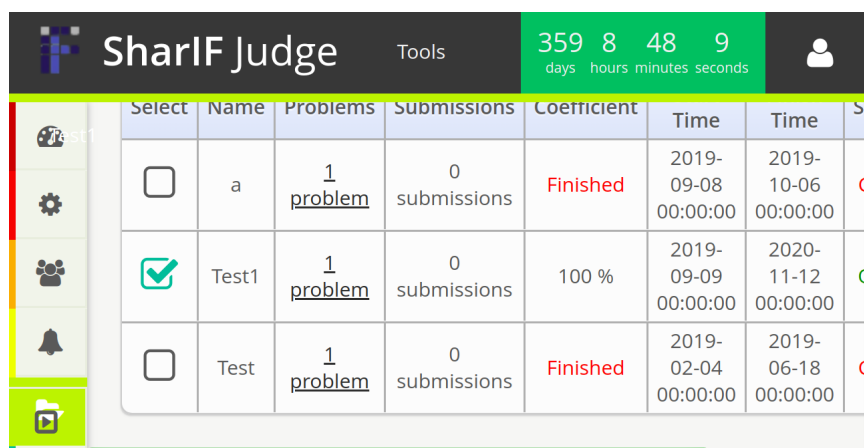 SharIF Judge
Tools
359 8 48 9
days hours minutes seconds
Select Name Problems Submissions Coefficient Time Time
Test1
a 1 problem 0 submissions Finished 2019-09-08 00:00:00 2019-10-06 00:00:00
Test1 1 problem 0 submissions 100 % 2019-09-09 00:00:00 2020-11-12 00:00:00
Test 1 problem 0 submissions Finished 2019-02-04 00:00:00 2019-06-18 00:00:00